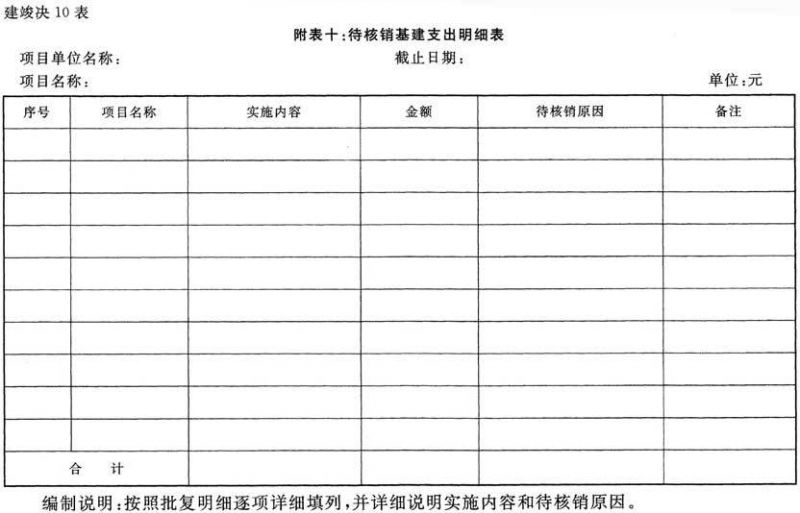 建竣决 10 表
附表十:待核销基建支出明细表
项目单位名称: 截止日期:
项目名称: 单位:元
序号 项目名称 实施内容 金额 待核销原因 备注
合 计
编制说明:按照批复明细逐项详细填列,并详细说明实施内容和待核销原因。